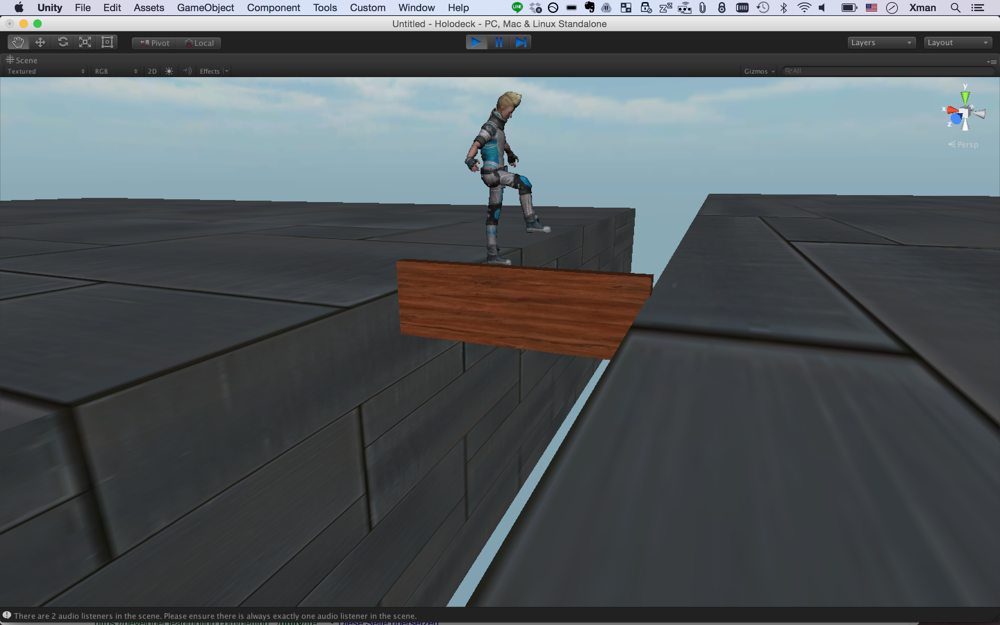 Unity File Edit Assets GameObject Component Tools Custom Window Help LINE zZ Xman
Untitled - Holodeck - PC, Mac & Linux Standalone
Pivot Local Layers Layout
Scene
Textured RGB 2D Effects Gizmos All
y
x
z
Persp
There are 2 audio listeners in the scene. Please ensure there is always exactly one audio listener in the scene.